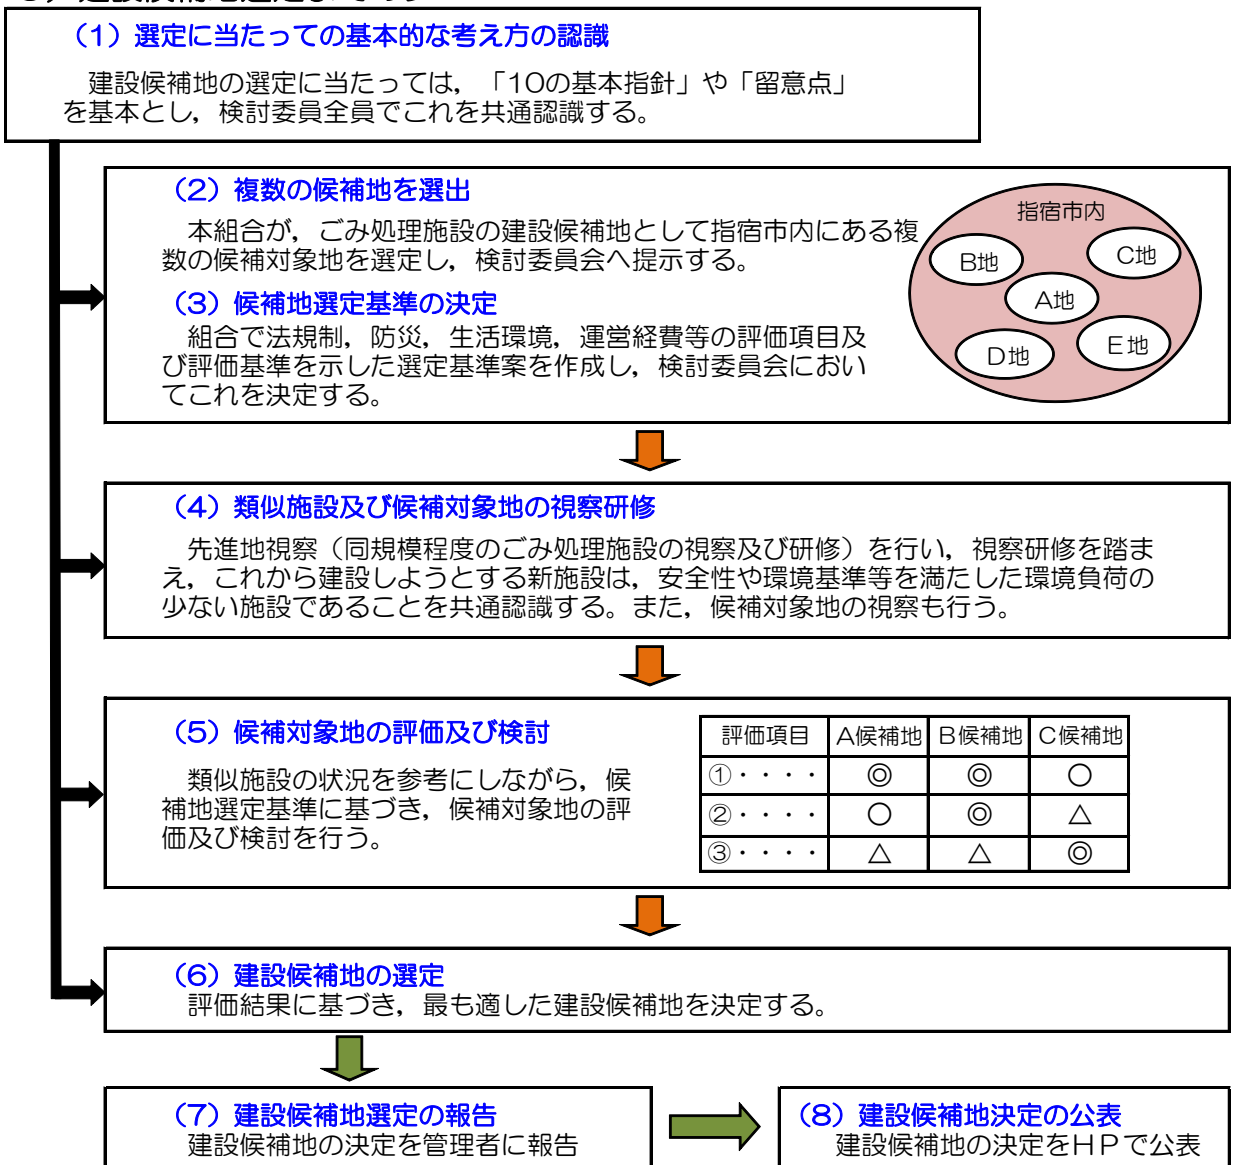 （1）選定に当たっての基本的な考え方の認識
建設候補地の選定に当たっては，「10の基本指針」や「留意点」
を基本とし，検討委員全員でこれを共通認識する。
（2）複数の候補地を選出
本組合が，ごみ処理施設の建設候補地として指宿市内にある複
数の候補対象地を選定し，検討委員会へ提示する。
（3）候補地選定基準の決定
組合で法規制，防災，生活環境，運営経費等の評価項目及
び評価基準を示した選定基準案を作成し，検討委員会におい
てこれを決定する。
指宿市内
B地
C地
A地
D地
E地
（4）類似施設及び候補対象地の視察研修
先進地視察（同規模程度のごみ処理施設の視察及び研修）を行い，視察研修を踏ま
え，これから建設しようとする新施設は，安全性や環境基準等を満たした環境負荷の
少ない施設であることを共通認識する。また，候補対象地の視察も行う。
（5）候補対象地の評価及び検討
類似施設の状況を参考にしながら，候
補地選定基準に基づき，候補対象地の評
価及び検討を行う。
評価項目 A候補地 B候補地 C候補地
①・・・・ ◎ ◎ ○
②・・・・ ○ ◎ △
③・・・・ △ △ ◎
（6）建設候補地の選定
評価結果に基づき，最も適した建設候補地を決定する。
（7）建設候補地選定の報告
建設候補地の決定を管理者に報告
（8）建設候補地決定の公表
建設候補地の決定をＨＰで公表